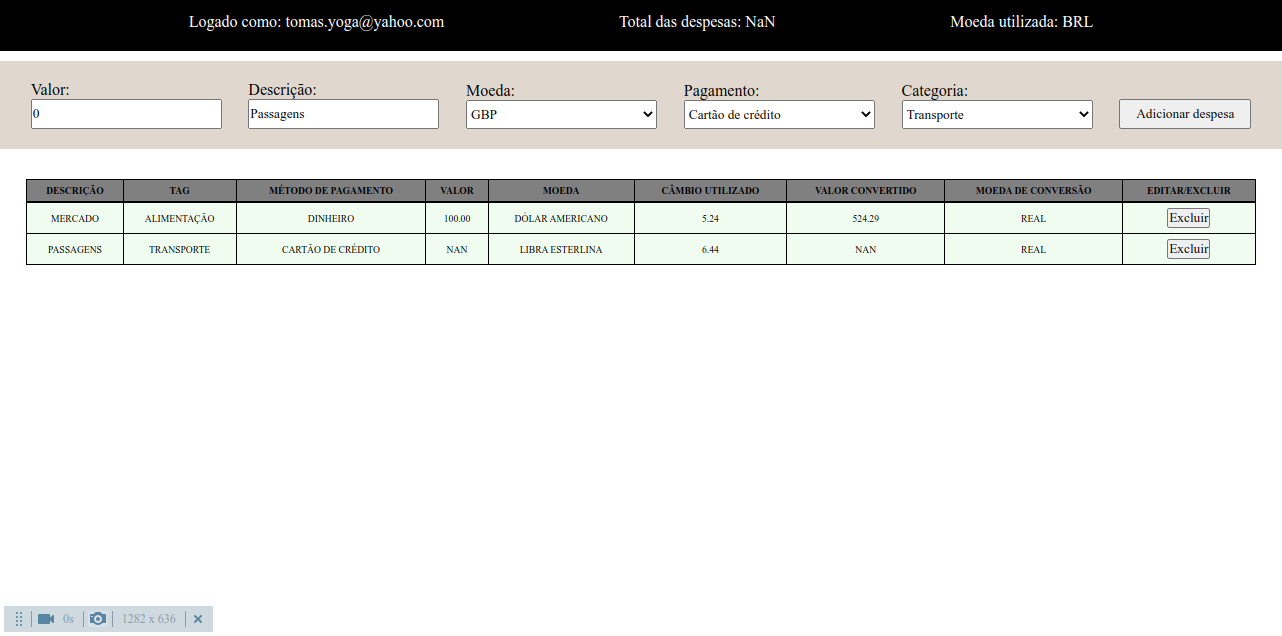 Logado como: tomas.yoga@yahoo.com Total das despesas: NaN Moeda utilizada: BRL
Valor: Descrição: Moeda: Pagamento: Categoria:
0 Passagens GBP Cartão de crédito Transporte Adicionar despesa
DESCRIÇÃO TAG MÉTODO DE PAGAMENTO VALOR MOEDA CÂMBIO UTILIZADO VALOR CONVERTIDO MOEDA DE CONVERSÃO EDITAR/EXCLUIR
MERCADO ALIMENTAÇÃO DINHEIRO 100.00 DÓLAR AMERICANO 5.24 524.29 REAL Excluir
PASSAGENS TRANSPORTE CARTÃO DE CRÉDITO NAN LIBRA ESTERLINA 6.44 NAN REAL Excluir
0s 1282 x 636